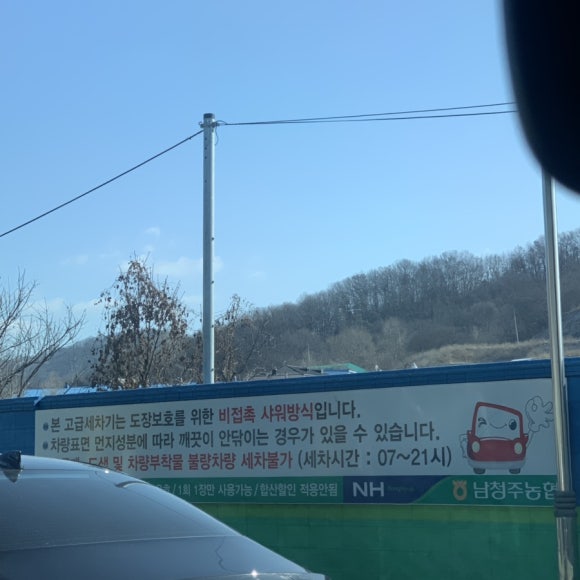 본 고급세차기는 도장보호를 위한 비접촉 샤워방식입니다.
차량표면 먼지성분에 따라 깨끗이 안닦이는 경우가 있을 수 있습니다.
도색 및 차량부착물 불량차량 세차불가 (세차시간 : 07~21시)
/1회 1장만 사용가능/합산할인 적용안됨
NH
남청주농협